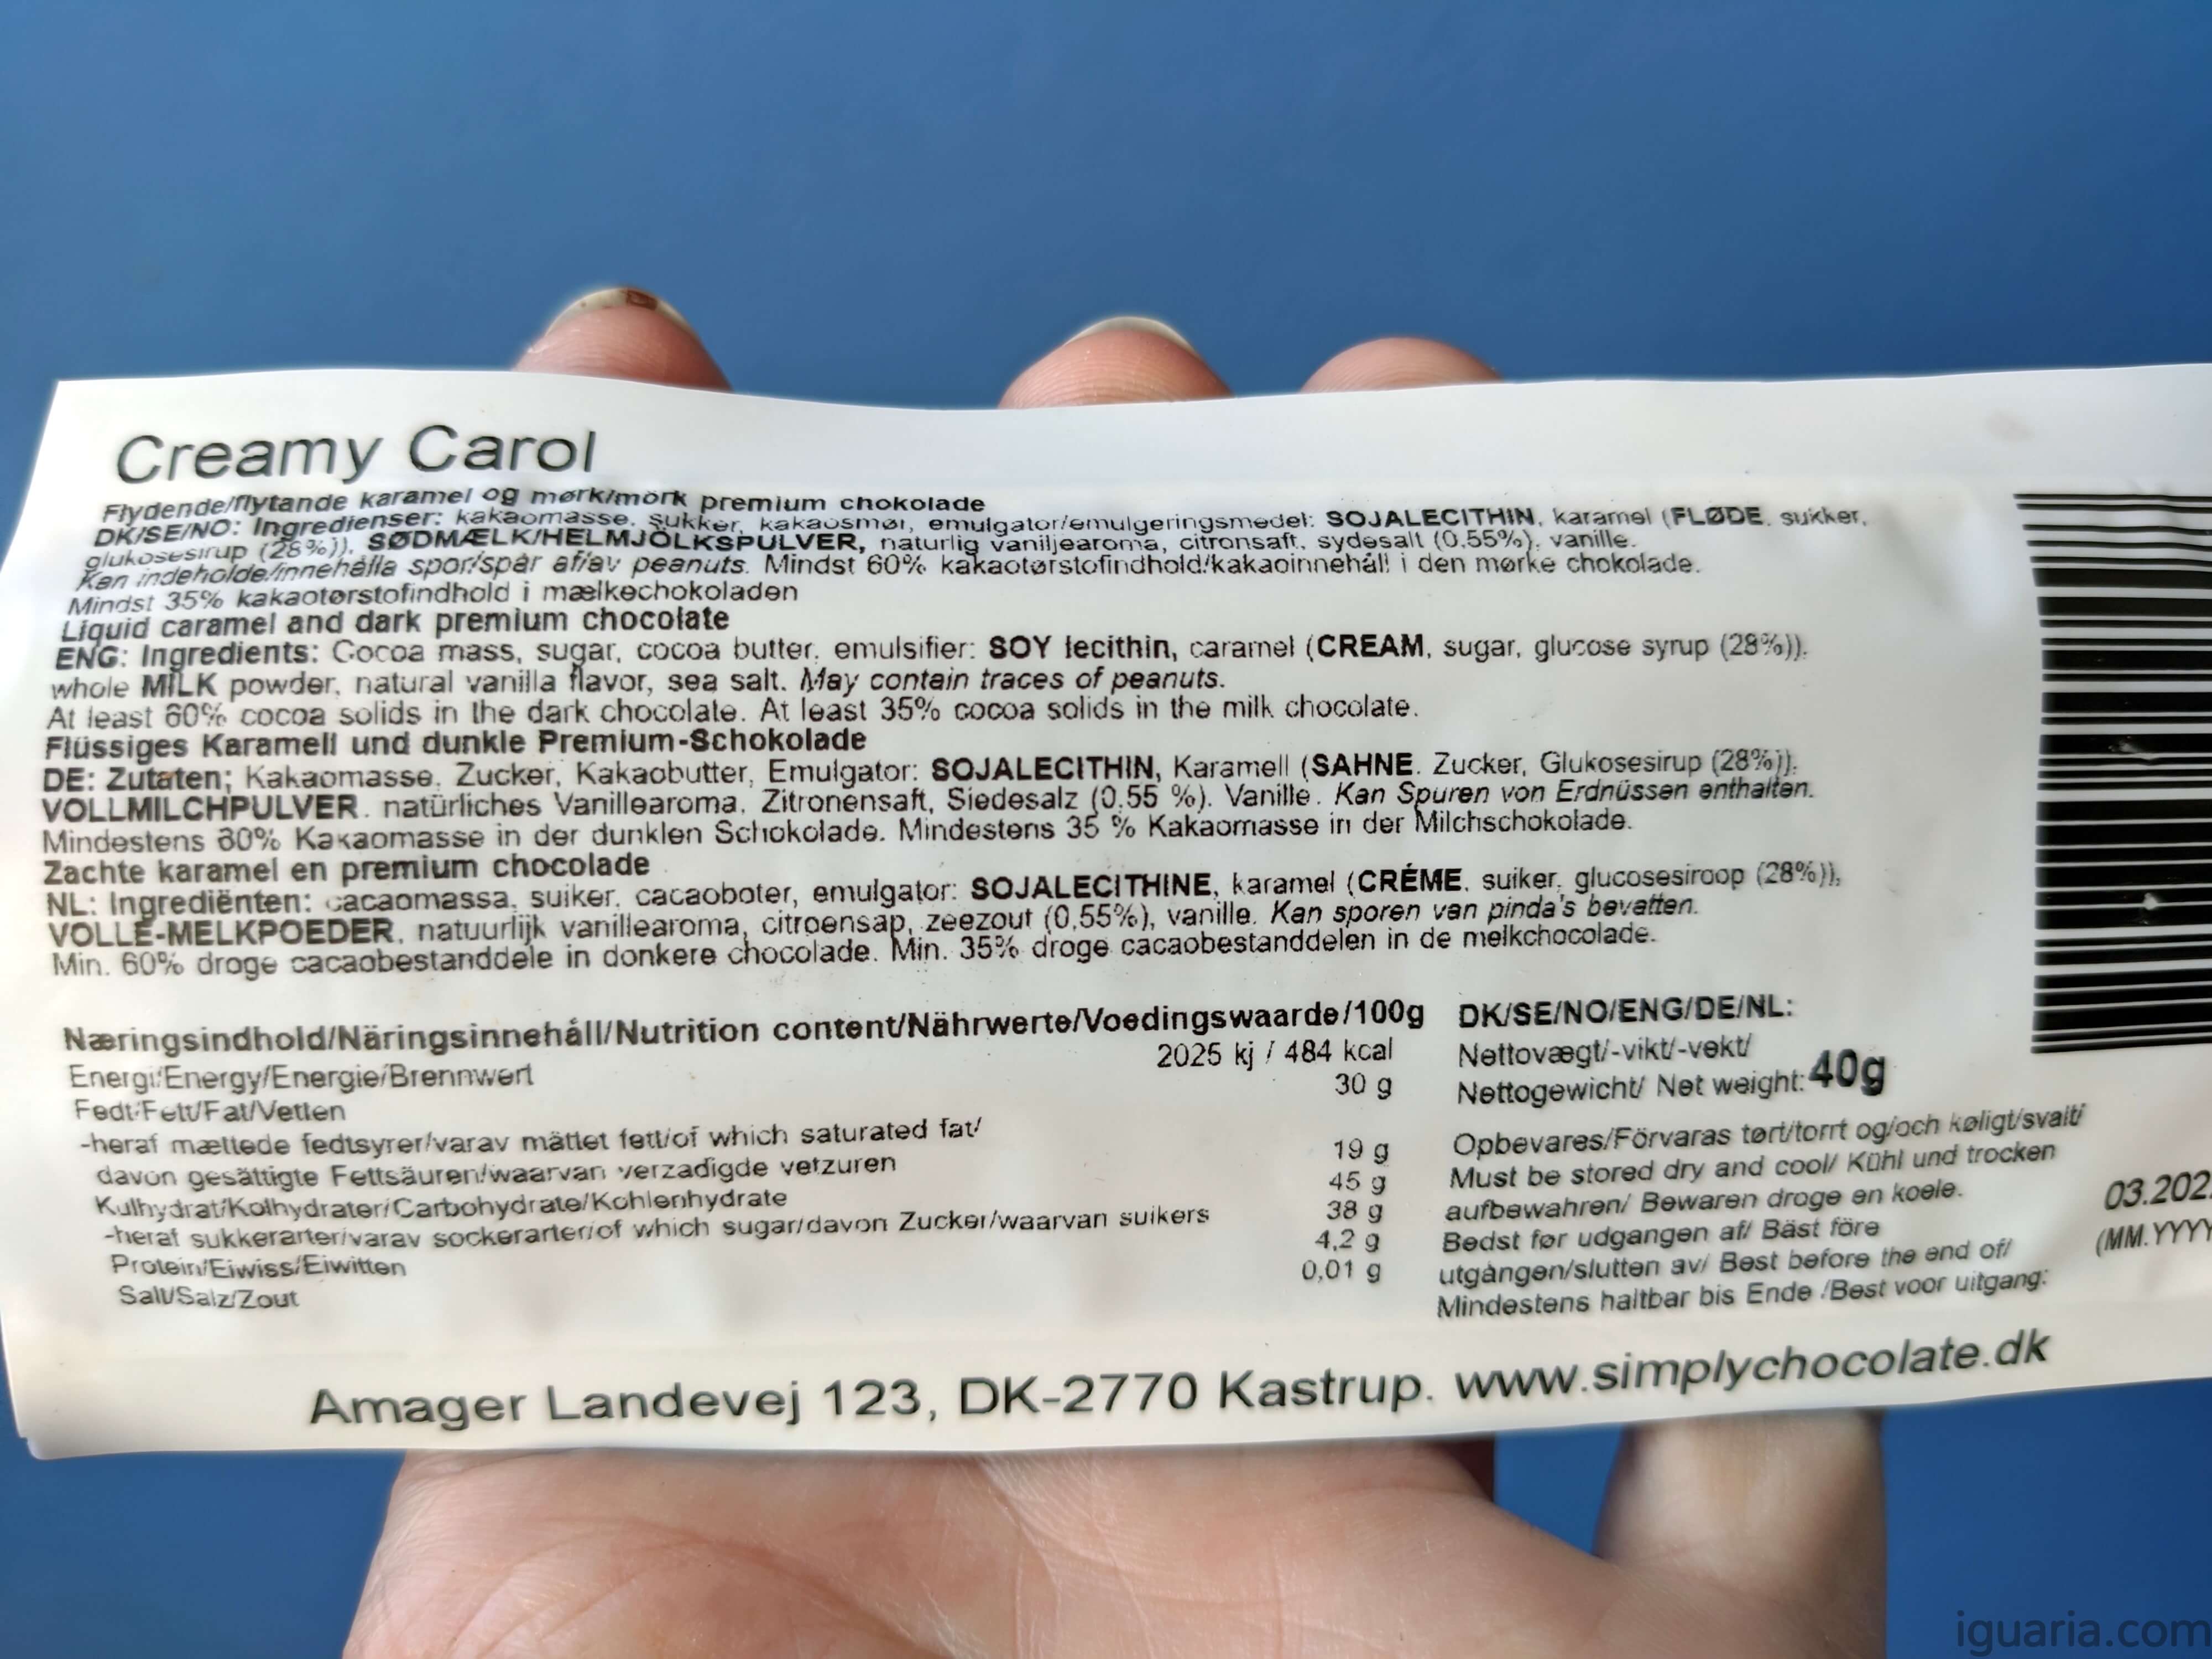 Creamy Carol
Flydende/flytande karamel og mørk/mörk premium chokolade
DK/SE/NO: Ingredienser: kakaomasse, sukker, kakaosmør, emulgator/emulgeringsmedel: SOJALECITHIN, karamel (FLØDE, sukker,
glukosesirup (28%)), SØDMÆLK/HELMJÖLKSPULVER, naturlig vaniljearoma, citronsaft, sydesalt (0,55%), vanille.
Kan indeholde/innehålla spor/spår af/av peanuts. Mindst 60% kakaotørstofindhold/kakaoinnehåll i den mørke chokolade.
Mindst 35% kakaotørstofindhold i mælkechokoladen
Liquid caramel and dark premium chocolate
ENG: Ingredients: Cocoa mass, sugar, cocoa butter, emulsifier: SOY lecithin, caramel (CREAM, sugar, glucose syrup (28%)),
whole MILK powder, natural vanilla flavor, sea salt. May contain traces of peanuts.
At least 60% cocoa solids in the dark chocolate. At least 35% cocoa solids in the milk chocolate.
Flüssiges Karamell und dunkle Premium-Schokolade
DE: Zutaten; Kakaomasse, Zucker, Kakaobutter, Emulgator: SOJALECITHIN, Karamell (SAHNE, Zucker, Glukosesirup (28%)),
VOLLMILCHPULVER, natürliches Vanillearoma, Zitronensaft, Siedesalz (0,55 %), Vanille. Kan Spuren von Erdnüssen enthalten.
Mindestens 60% Kakaomasse in der dunklen Schokolade. Mindestens 35 % Kakaomasse in der Milchschokolade.
Zachte karamel en premium chocolade
NL: Ingrediënten: cacaomassa, suiker, cacaoboter, emulgator: SOJALECITHINE, karamel (CRÉME, suiker, glucosesiroop (28%)),
VOLLE-MELKPOEDER, natuurlijk vanillearoma, citroensap, zeezout (0,55%), vanille. Kan sporen van pinda's bevatten.
Min. 60% droge cacaobestanddele in donkere chocolade. Min. 35% droge cacaobestanddelen in de melkchocolade.
Næringsindhold/Näringsinnehåll/Nutrition content/Nährwerte/Voedingswaarde/100g
Energi/Energy/Energie/Brennwert 2025 kj / 484 kcal
Fedt/Fett/Fat/Vetten 30 g
-heraf mættede fedtsyrer/varav mättet fett/of which saturated fat/
davon gesättigte Fettsäuren/waarvan verzadigde vetzuren 19 g
Kulhydrat/Kolhydrater/Carbohydrate/Kohlenhydrate 45 g
-heraf sukkerarter/varav sockerarter/of which sugar/davon Zucker/waarvan suikers 38 g
Protein/Eiwiss/Eiwitten 4,2 g
Salt/Salz/Zout 0,01 g
DK/SE/NO/ENG/DE/NL:
Nettovægt/-vikt/-vekt/
Nettogewicht/ Net weight: 40g
Opbevares/Förvaras tørt/torrt og/och køligt/svalt/
Must be stored dry and cool/ Kühl und trocken
aufbewahren/ Bewaren droge en koele.
Bedst før udgangen af/ Bäst före
utgången/slutten av/ Best before the end of/
Mindestens haltbar bis Ende /Best voor uitgang:
03.202
(MM.YYYY
Amager Landevej 123, DK-2770 Kastrup. www.simplychocolate.dk
iguaria.com